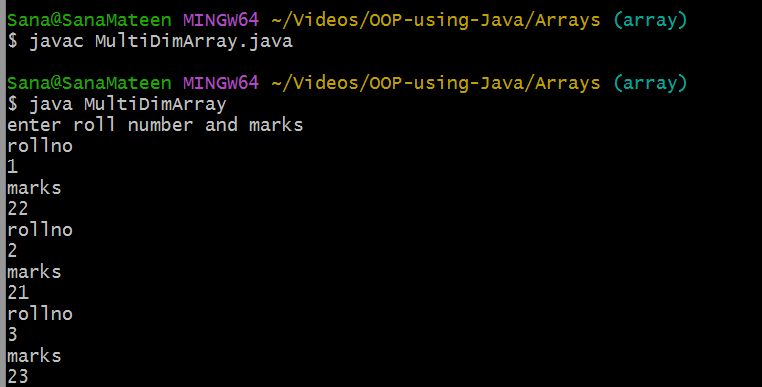 Sana@SanaMateen MINGW64 ~/Videos/OOP-using-Java/Arrays (array)
$ javac MultiDimArray.java
Sana@SanaMateen MINGW64 ~/Videos/OOP-using-Java/Arrays (array)
$ java MultiDimArray
enter roll number and marks
rollno
1
marks
22
rollno
2
marks
21
rollno
3
marks
23